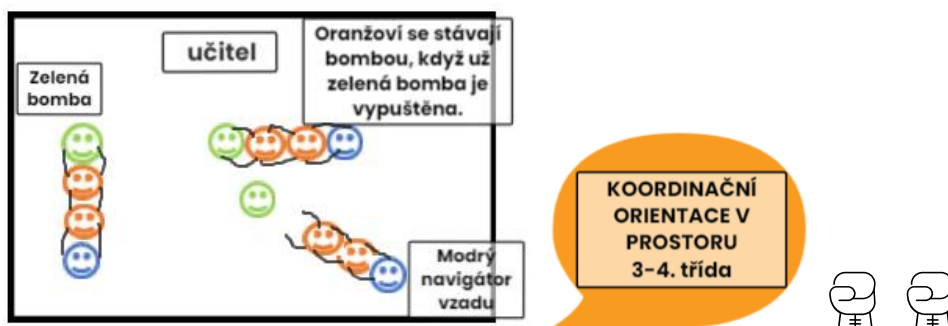 učitel
Oranžoví se stávají
bombou, když už
zelená bomba je
vypuštěna.
Zelená
bomba
Modrý
navigátor
vzadu
KOORDINAČNÍ
ORIENTACE V
PROSTORU
3-4. třída